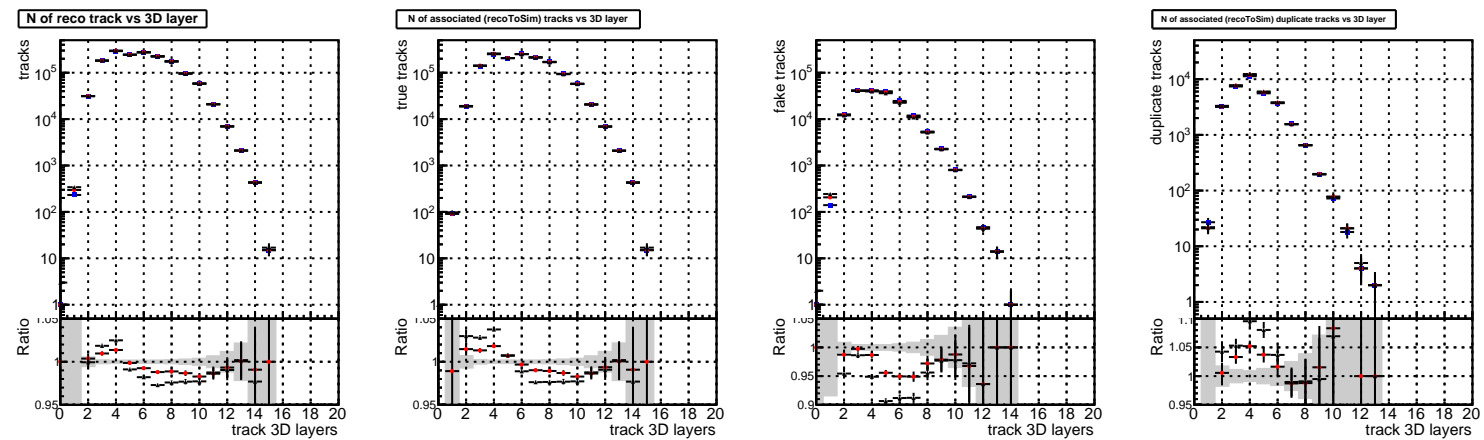 N of reco track vs 3D layer
N of associated (recoToSim) tracks vs 3D layer
N of associated (recoToSim) duplicate tracks vs 3D layer
tracks
10^5
10^4
10^3
10^2
10
1
Ratio
1.05
1
0.95
0 2 4 6 8 10 12 14 16 18 20
track 3D layers
true tracks
10^5
10^4
10^3
10^2
10
1
Ratio
1.05
1
0.95
0 2 4 6 8 10 12 14 16 18 20
track 3D layers
fake tracks
10^5
10^4
10^3
10^2
10
1
Ratio
1
0.95
0.9
0 2 4 6 8 10 12 14 16 18 20
track 3D layers
duplicate tracks
10^4
10^3
10^2
10
1
Ratio
1.1
1.05
1
0.95
0 2 4 6 8 10 12 14 16 18 20
track 3D layers